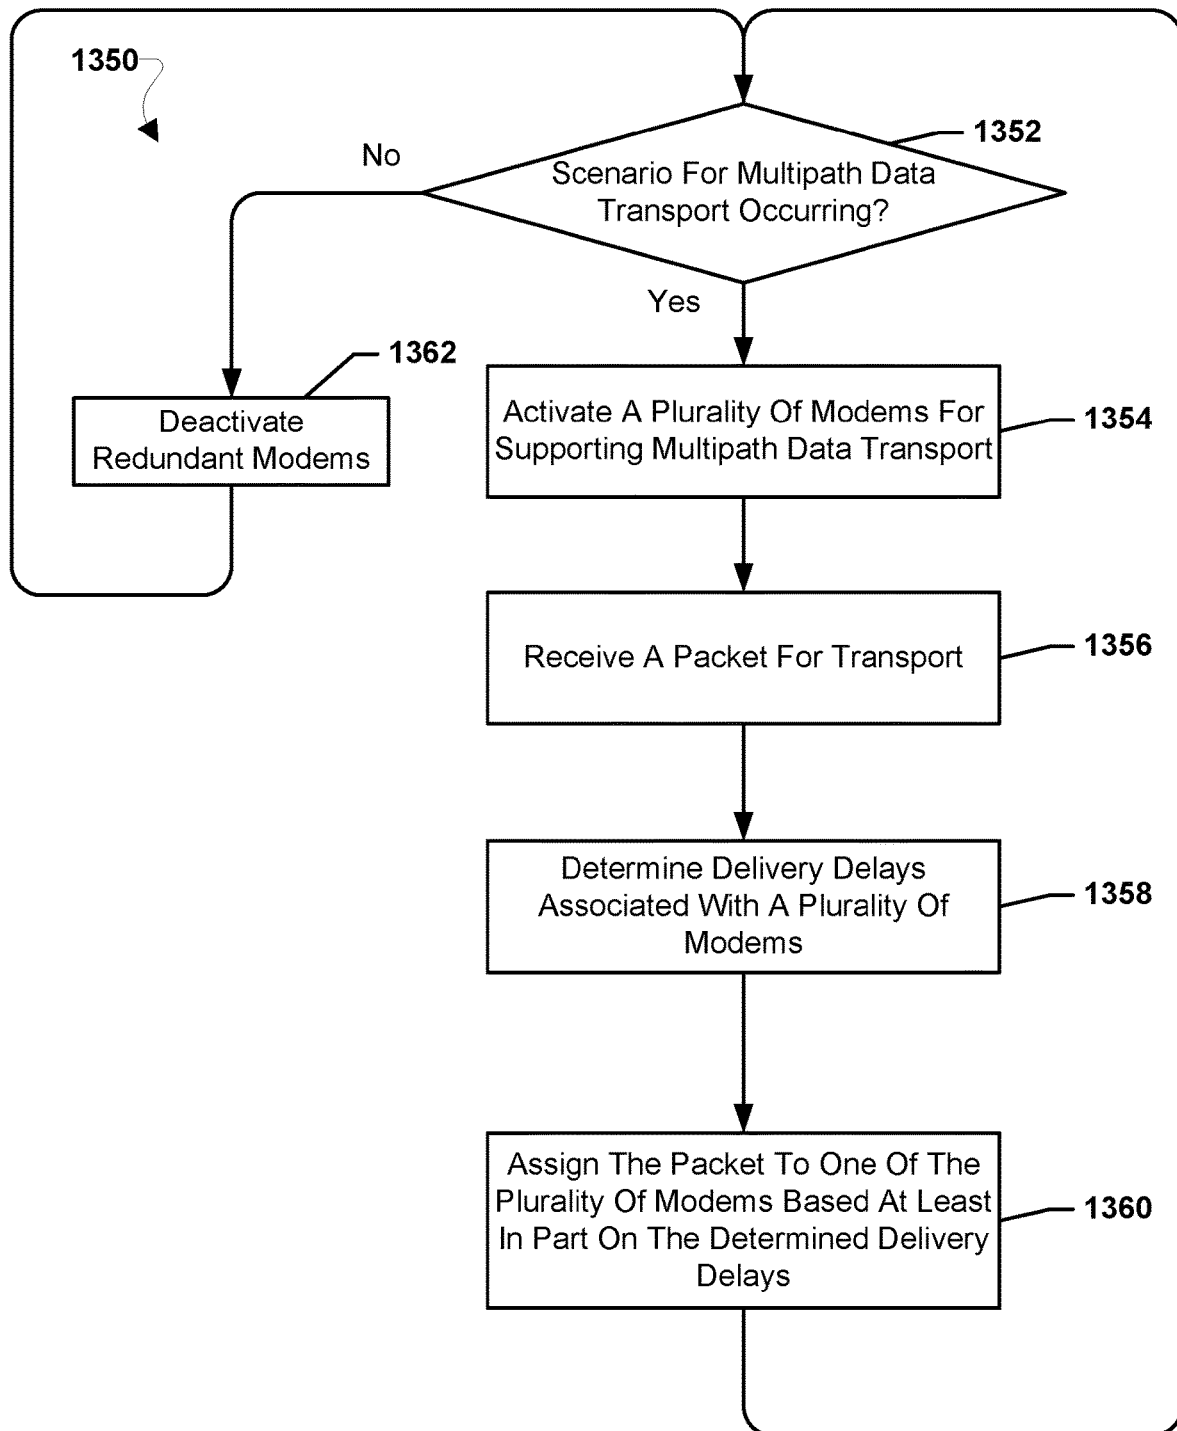 1350
1352
No
Scenario For Multipath Data
Transport Occurring?
Yes
1362
Deactivate
Redundant Modems
Activate A Plurality Of Modems For
Supporting Multipath Data Transport
1354
Receive A Packet For Transport
1356
Determine Delivery Delays
Associated With A Plurality Of
Modems
1358
Assign The Packet To One Of The
Plurality Of Modems Based At Least
In Part On The Determined Delivery
Delays
1360